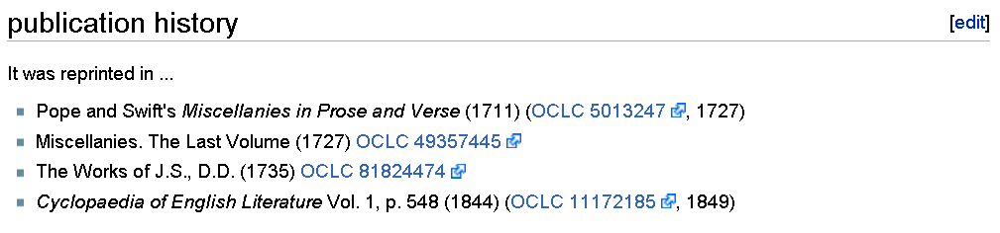 publication history [edit]
It was reprinted in ...
Pope and Swift's Miscellanies in Prose and Verse (1711) (OCLC 5013247, 1727)
Miscellanies. The Last Volume (1727) OCLC 49357445
The Works of J.S., D.D. (1735) OCLC 81824474
Cyclopaedia of English Literature Vol. 1, p. 548 (1844) (OCLC 11172185, 1849)